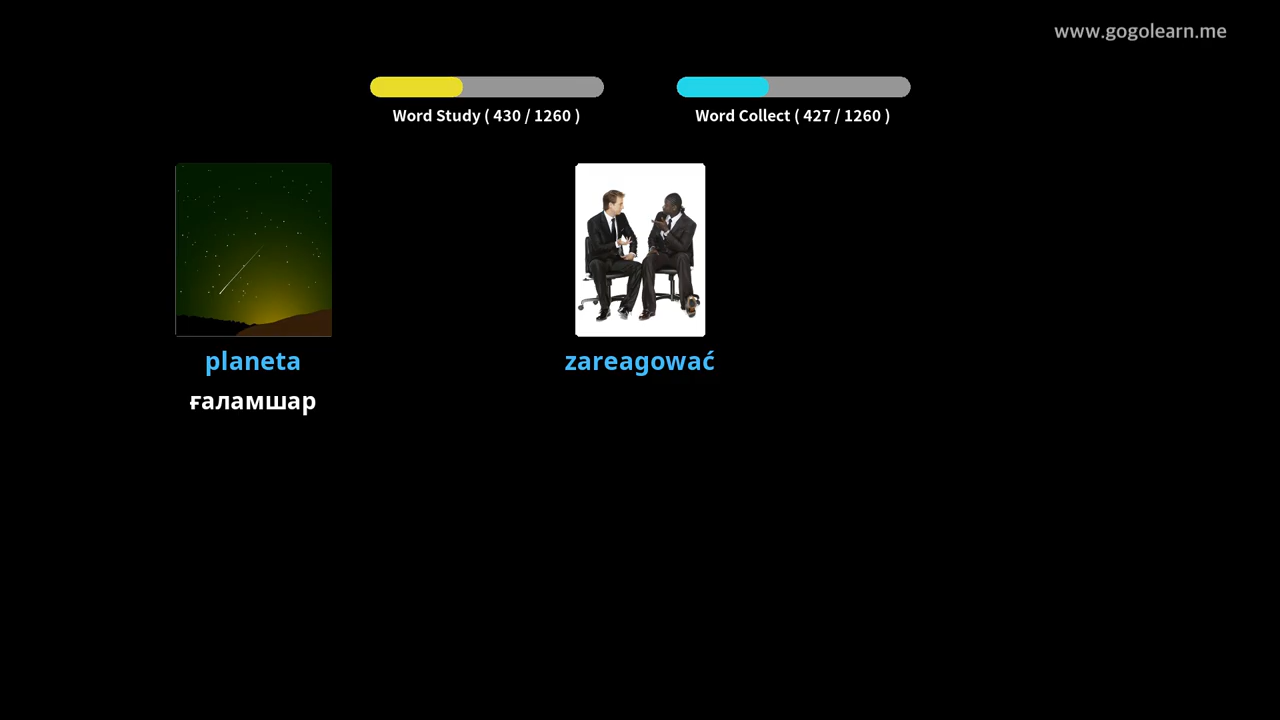 www.gogolearn.me
Word Study ( 430 / 1260 )
Word Collect ( 427 / 1260 )
planeta
zareagować
ғаламшар